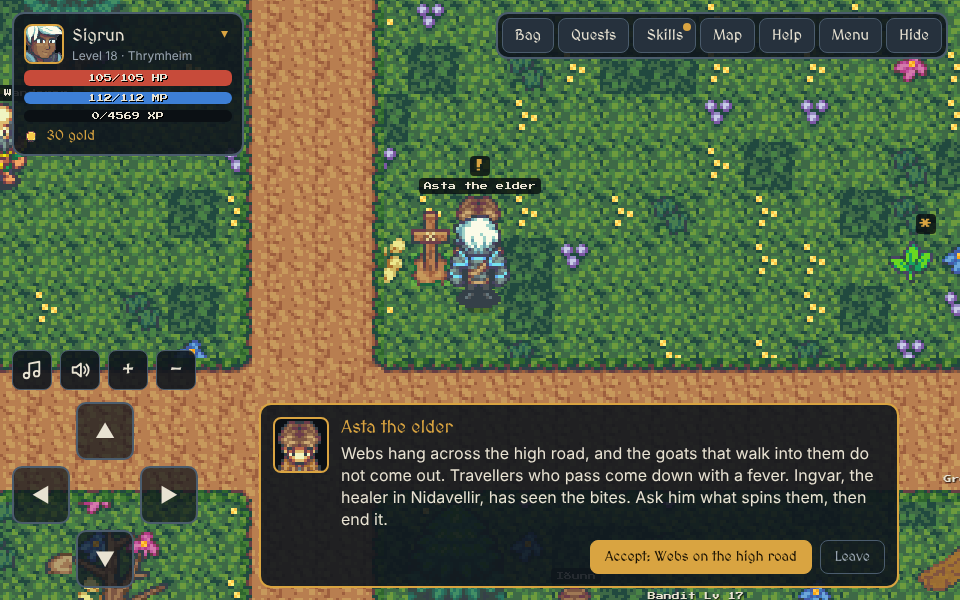 Sigrun
Level 18 · Thrymheim
105/105 HP
112/112 MP
0/4569 XP
30 gold
Bag
Quests
Skills
Map
Help
Menu
Hide
!
Asta the elder
*
+
−
Asta the elder
Webs hang across the high road, and the goats that walk into them do
not come out. Travellers who pass come down with a fever. Ingvar, the
healer in Nidavellir, has seen the bites. Ask him what spins them, then
end it.
Accept: Webs on the high road
Leave
Idunn
Bandit Lv 17